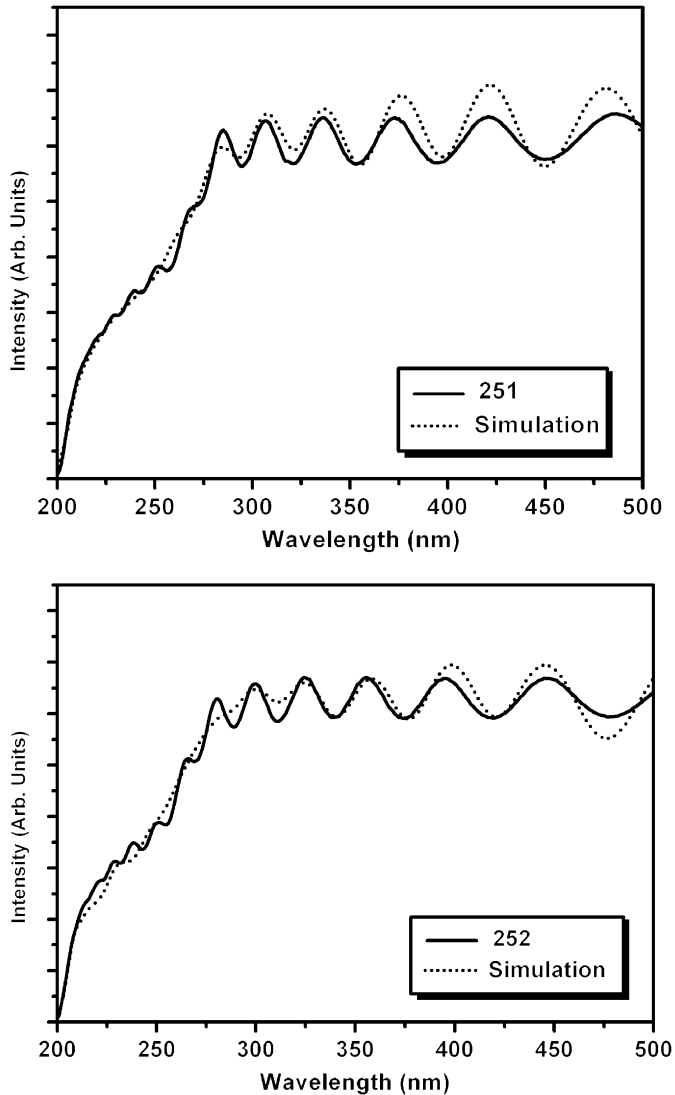 Intensity (Arb. Units)
251
Simulation
200 250 300 350 400 450 500
Wavelength (nm)
Intensity (Arb. Units)
252
Simulation
200 250 300 350 400 450 500
Wavelength (nm)